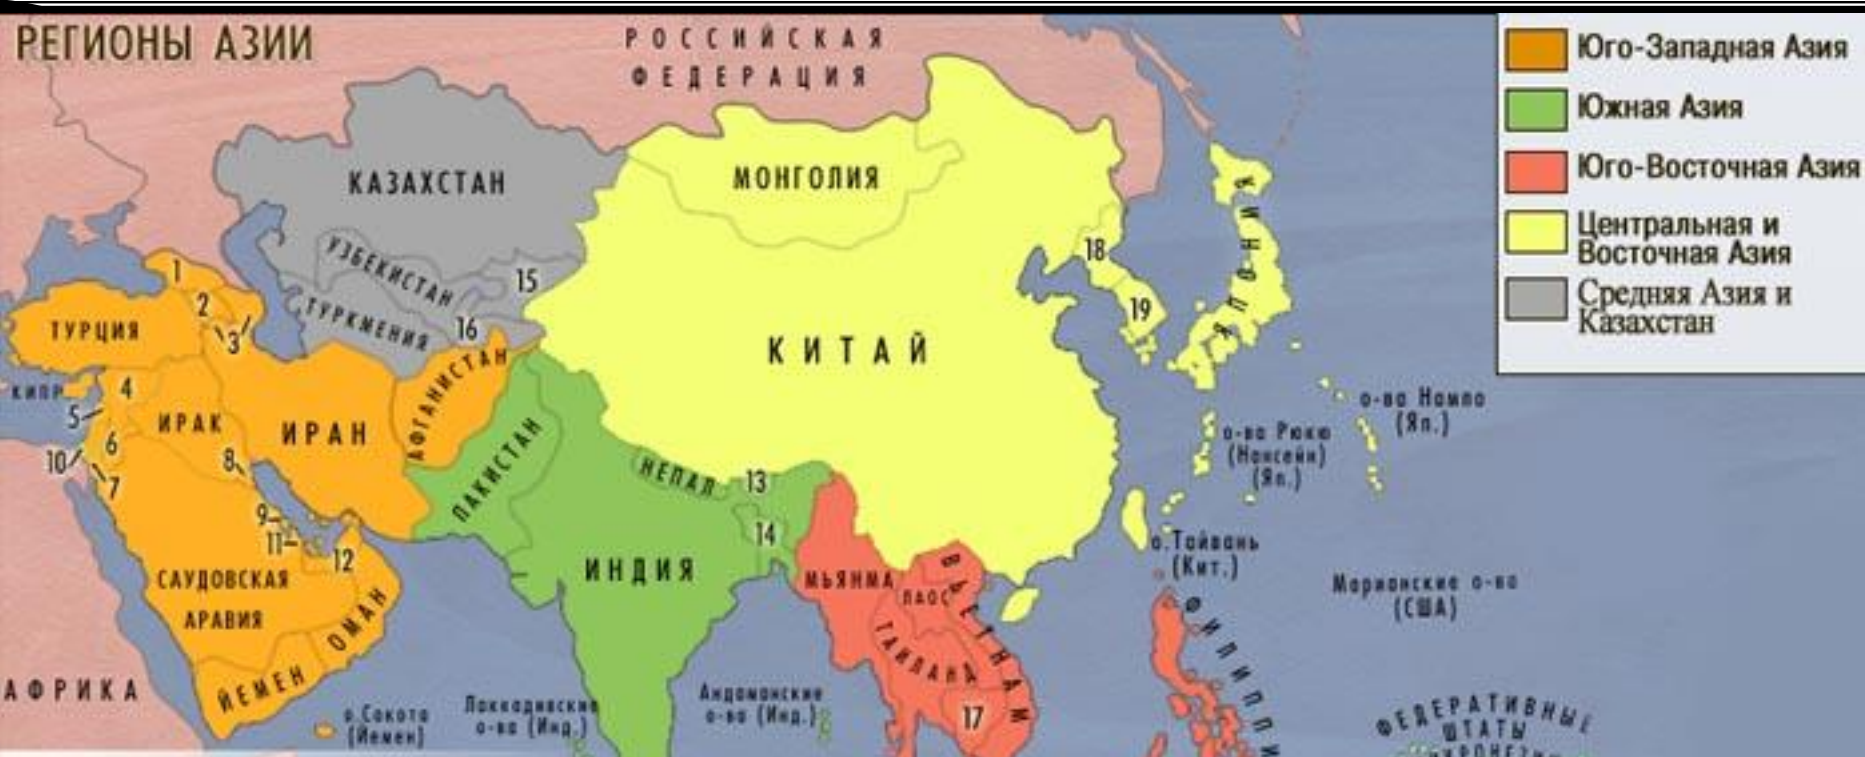 РЕГИОНЫ АЗИИ
РОССИЙСКАЯ
ФЕДЕРАЦИЯ
Юго-Западная Азия
Южная Азия
Юго-Восточная Азия
Центральная и
Восточная Азия
Средняя Азия и
Казахстан
КАЗАХСТАН
МОНГОЛИЯ
ЯПОНИЯ
УЗБЕКИСТАН
ТУРКМЕНИЯ
15
16
18
19
1
2
3
ТУРЦИЯ
КИТАЙ
КИПР
4
5
6
10
7
ИРАК
8
ИРАН
АФГАНИСТАН
ПАКИСТАН
НЕПАЛ
13
14
о-ва Нампо
(Яп.)
о-ва Рюкю
(Нансейн)
(Яп.)
9
11
12
САУДОВСКАЯ
АРАВИЯ
ОМАН
ЙЕМЕН
ИНДИЯ
МЬЯНМА
ЛАОС
ВЬЕТНАМ
ТАИЛАНД
17
о.Тайвань
(Кит.)
Марианские о-ва
(США)
АФРИКА
о.Сокота
(Йемен)
Лаккадивские
о-ва (Инд.)
Андаманские
о-ва (Инд.)
ФИЛИППИ
ФЕДЕРАТИВНЫЕ
ШТАТЫ